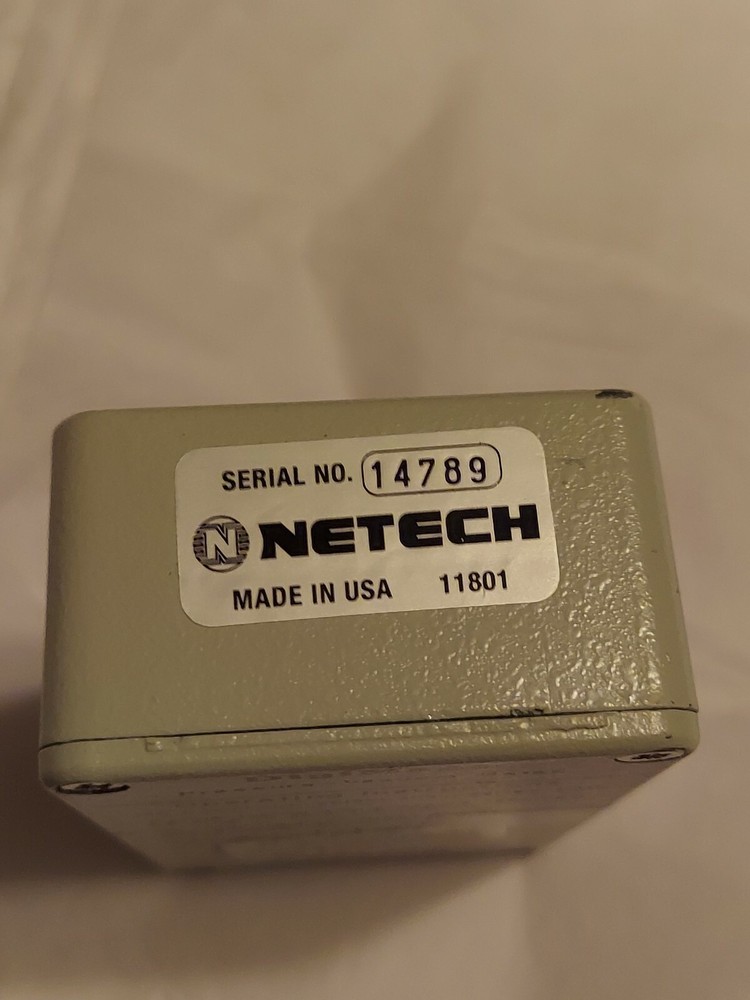 SERIAL NO. 14789
N NETECH
MADE IN USA 11801